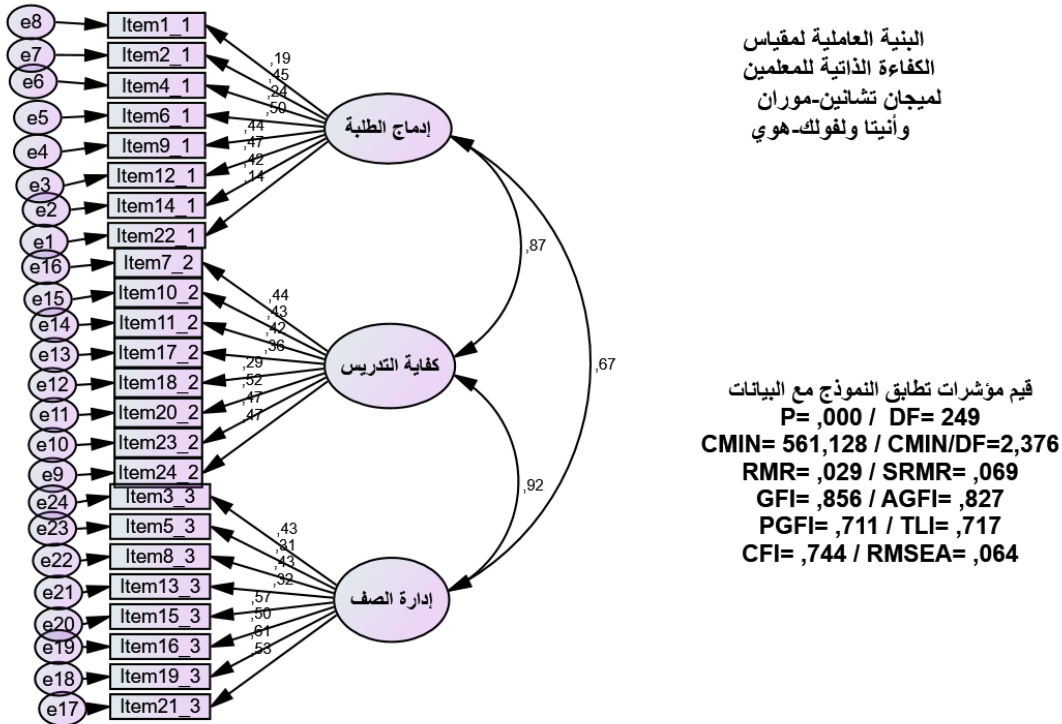 البنية العاملية لمقياس
الكفاءة الذاتية للمعلمين
لميجان تشانين-موران
وأنيتا ولفولك-هوي
e8 Item1_1
e7 Item2_1
e6 Item4_1
e5 Item6_1
e4 Item9_1
e3 Item12_1
e2 Item14_1
e1 Item22_1
,19
,45
,24
,50
,44
,47
,42
,14
إدماج الطلبة
e16 Item7_2
e15 Item10_2
e14 Item11_2
e13 Item17_2
e12 Item18_2
e11 Item20_2
e10 Item23_2
e9 Item24_2
,44
,43
,42
,36
,29
,52
,47
,47
كفاية التدريس
e24 Item3_3
e23 Item5_3
e22 Item8_3
e21 Item13_3
e20 Item15_3
e19 Item16_3
e18 Item19_3
e17 Item21_3
,43
,31
,43
,32
,57
,50
,61
,53
إدارة الصف
,87
,67
,92
قيم مؤشرات تطابق النموذج مع البيانات
P= ,000 / DF= 249
CMIN= 561,128 / CMIN/DF=2,376
RMR= ,029 / SRMR= ,069
GFI= ,856 / AGFI= ,827
PGFI= ,711 / TLI= ,717
CFI= ,744 / RMSEA= ,064